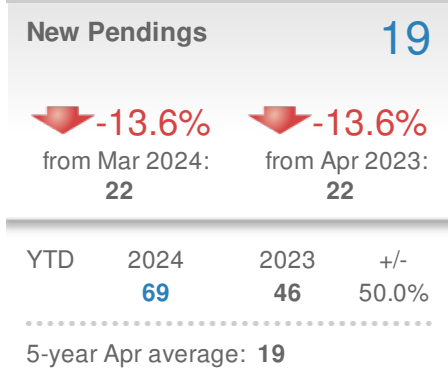 New Pendings 19
-13.6% -13.6%
from Mar 2024: from Apr 2023:
22 22
YTD 2024 2023 +/-
69 46 50.0%
5-year Apr average: 19